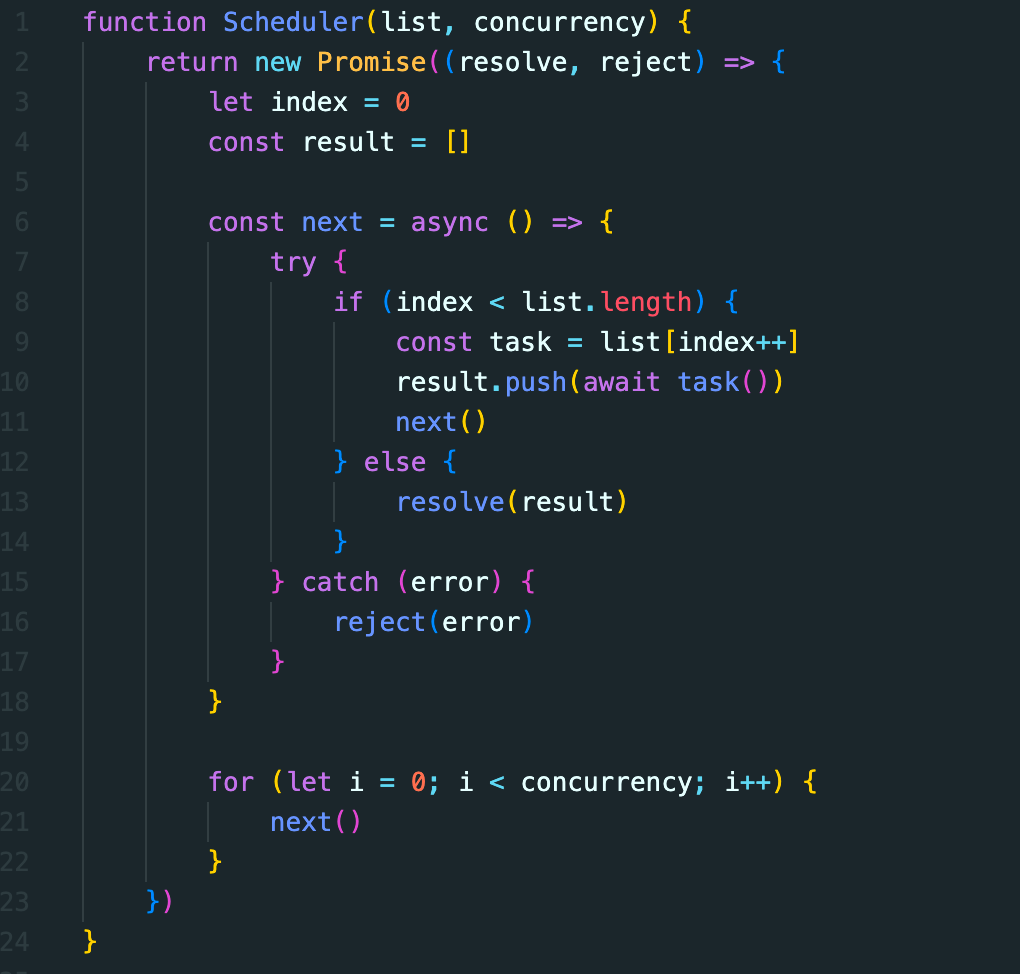 1 function Scheduler(list, concurrency) {
2 return new Promise((resolve, reject) => {
3 let index = 0
4 const result = []
5
6 const next = async () => {
7 try {
8 if (index < list.length) {
9 const task = list[index++]
10 result.push(await task())
11 next()
12 } else {
13 resolve(result)
14 }
15 } catch (error) {
16 reject(error)
17 }
18 }
19
20 for (let i = 0; i < concurrency; i++) {
21 next()
22 }
23 })
24 }